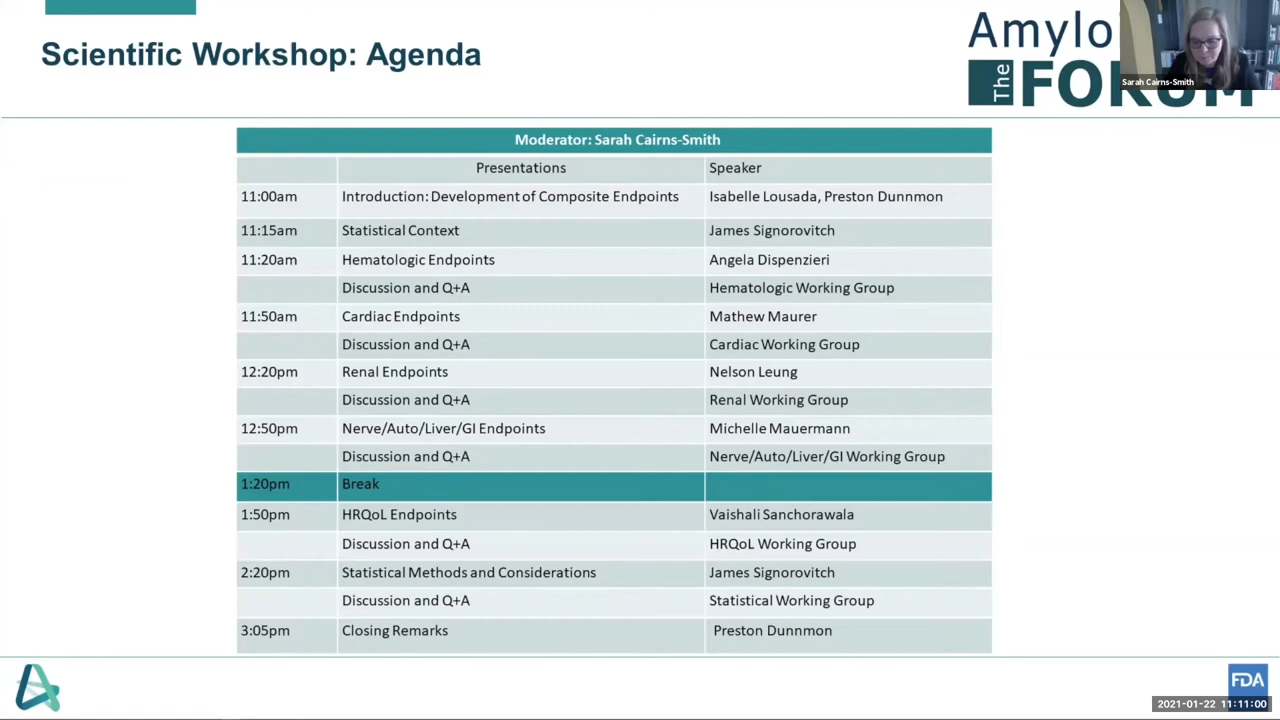 Scientific Workshop: Agenda
Amylo
The FORUM
Sarah Cairns-Smith
Moderator: Sarah Cairns-Smith
Presentations Speaker
11:00am Introduction: Development of Composite Endpoints Isabelle Lousada, Preston Dunnmon
11:15am Statistical Context James Signorovitch
11:20am Hematologic Endpoints Angela Dispenzieri
Discussion and Q+A Hematologic Working Group
11:50am Cardiac Endpoints Mathew Maurer
Discussion and Q+A Cardiac Working Group
12:20pm Renal Endpoints Nelson Leung
Discussion and Q+A Renal Working Group
12:50pm Nerve/Auto/Liver/GI Endpoints Michelle Mauermann
Discussion and Q+A Nerve/Auto/Liver/GI Working Group
1:20pm Break
1:50pm HRQoL Endpoints Vaishali Sanchorawala
Discussion and Q+A HRQoL Working Group
2:20pm Statistical Methods and Considerations James Signorovitch
Discussion and Q+A Statistical Working Group
3:05pm Closing Remarks Preston Dunnmon
FDA
2021-01-22 11:11:00